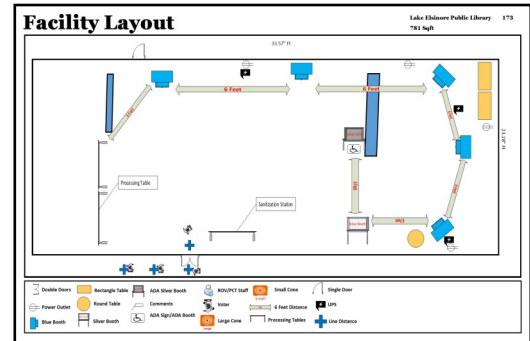 Facility Layout
Lake Elsinore Public Library 173
781 Sqft
33.57" Ft
6 Feet
6 Feet
23.28" Ft
Processing Table
Sanitization Station
Double Doors
Rectangle Table
ADA Silver Booth
ROV/PCT Staff
Small Cone
Single Door
Power Outlet
Round Table
Comments
Voter
6 Feet Distance
UPS
Blue Booth
Silver Booth
ADA Sign/ADA Booth
Large Cone
Processing Tables
Line Distance